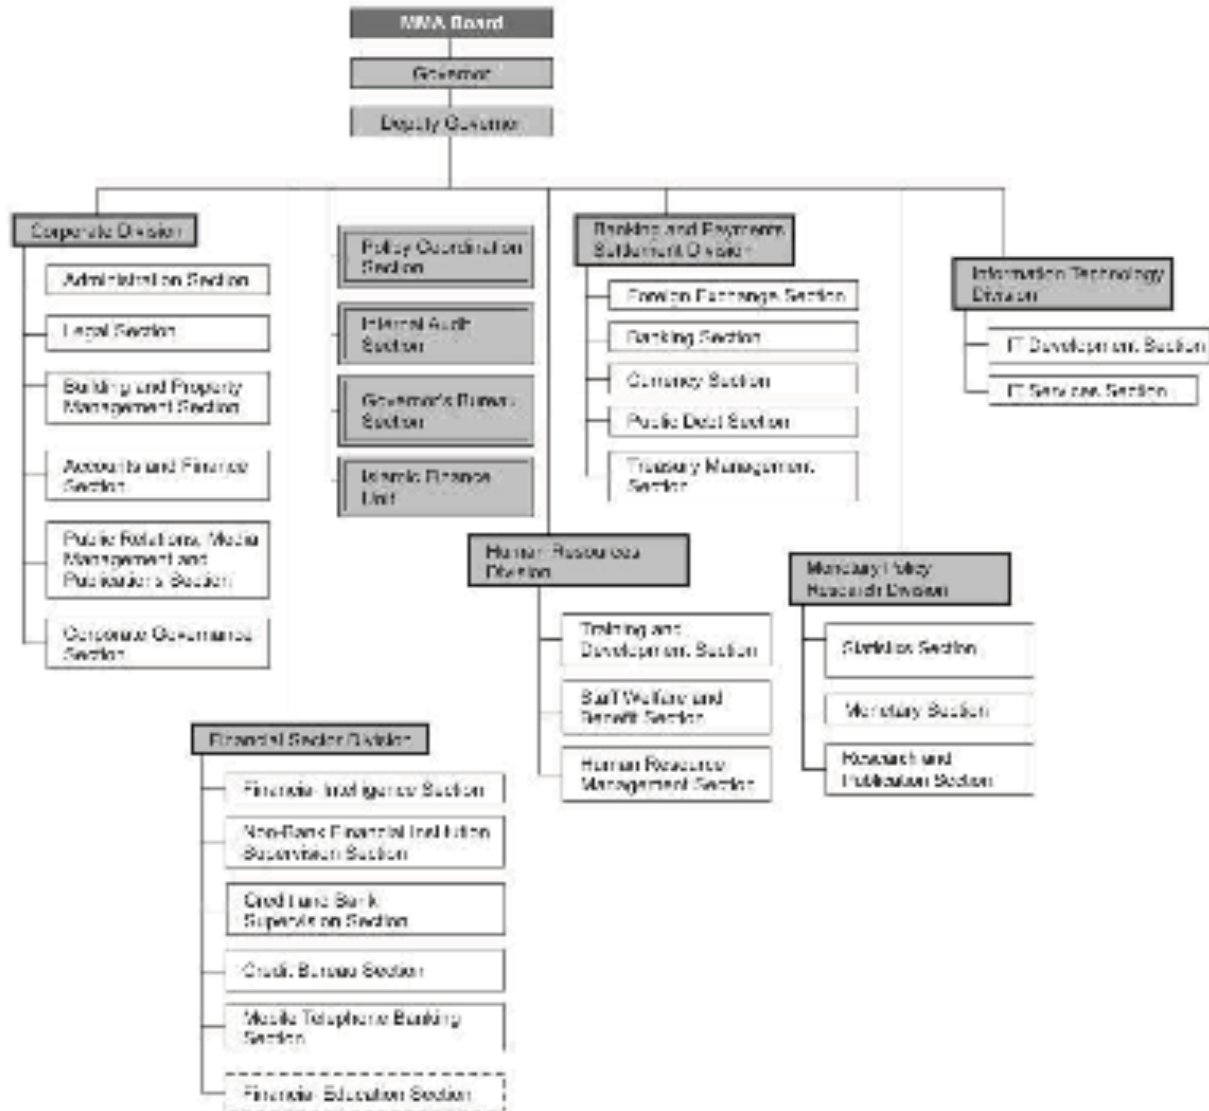 MMA Board
Governor
Deputy Governor
Corporate Division
Administration Section
Legal Section
Building and Property
Management Section
Accounts and Finance
Section
Public Relations, Media
Management and
Publications Section
Corporate Governance
Section
Policy Coordination
Section
Internal Audit
Section
Governor's Bureau
Section
Islamic Finance
Unit
Banking and Payments
Settlement Division
Foreign Exchange Section
Banking Section
Currency Section
Public Debt Section
Treasury Management
Section
Information Technology
Division
IT Development Section
IT Services Section
Human Resources
Division
Training and
Development Section
Staff Welfare and
Benefit Section
Human Resource
Management Section
Monetary Policy
Research Division
Statistics Section
Monetary Section
Research and
Publication Section
Financial Sector Division
Financial Intelligence Section
Non-Bank Financial Institution
Supervision Section
Credit and Bank
Supervision Section
Credit Bureau Section
Mobile Telephone Banking
Section
Financial Education Section